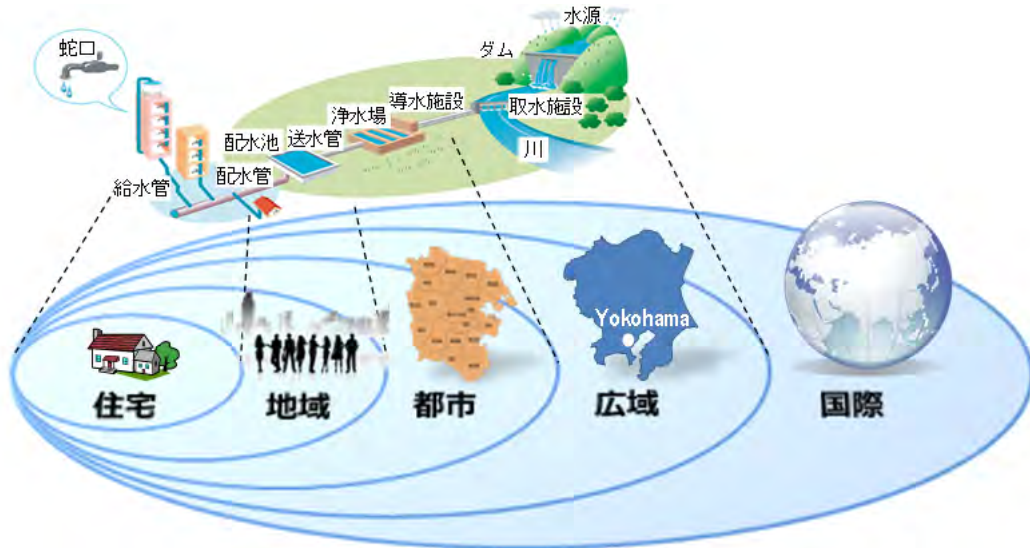 水源
ダム
蛇口
導水施設
取水施設
浄水場
送水管
配水池
川
配水管
給水管
Yokohama
住宅
地域
都市
広域
国際